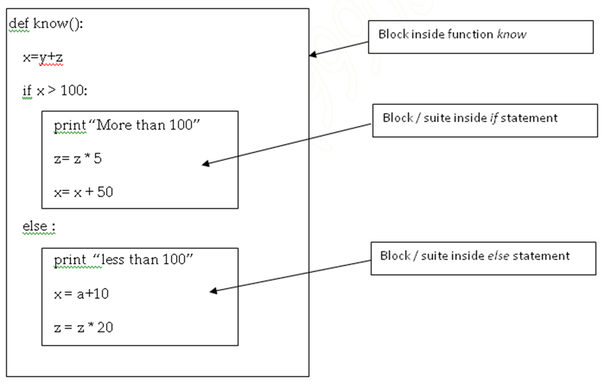 def know():
x=y+z
if x > 100:
print “More than 100”
z= z * 5
x= x + 50
else :
print “less than 100”
x = a+10
z = z * 20
Block inside function know
Block / suite inside if statement
Block / suite inside else statement